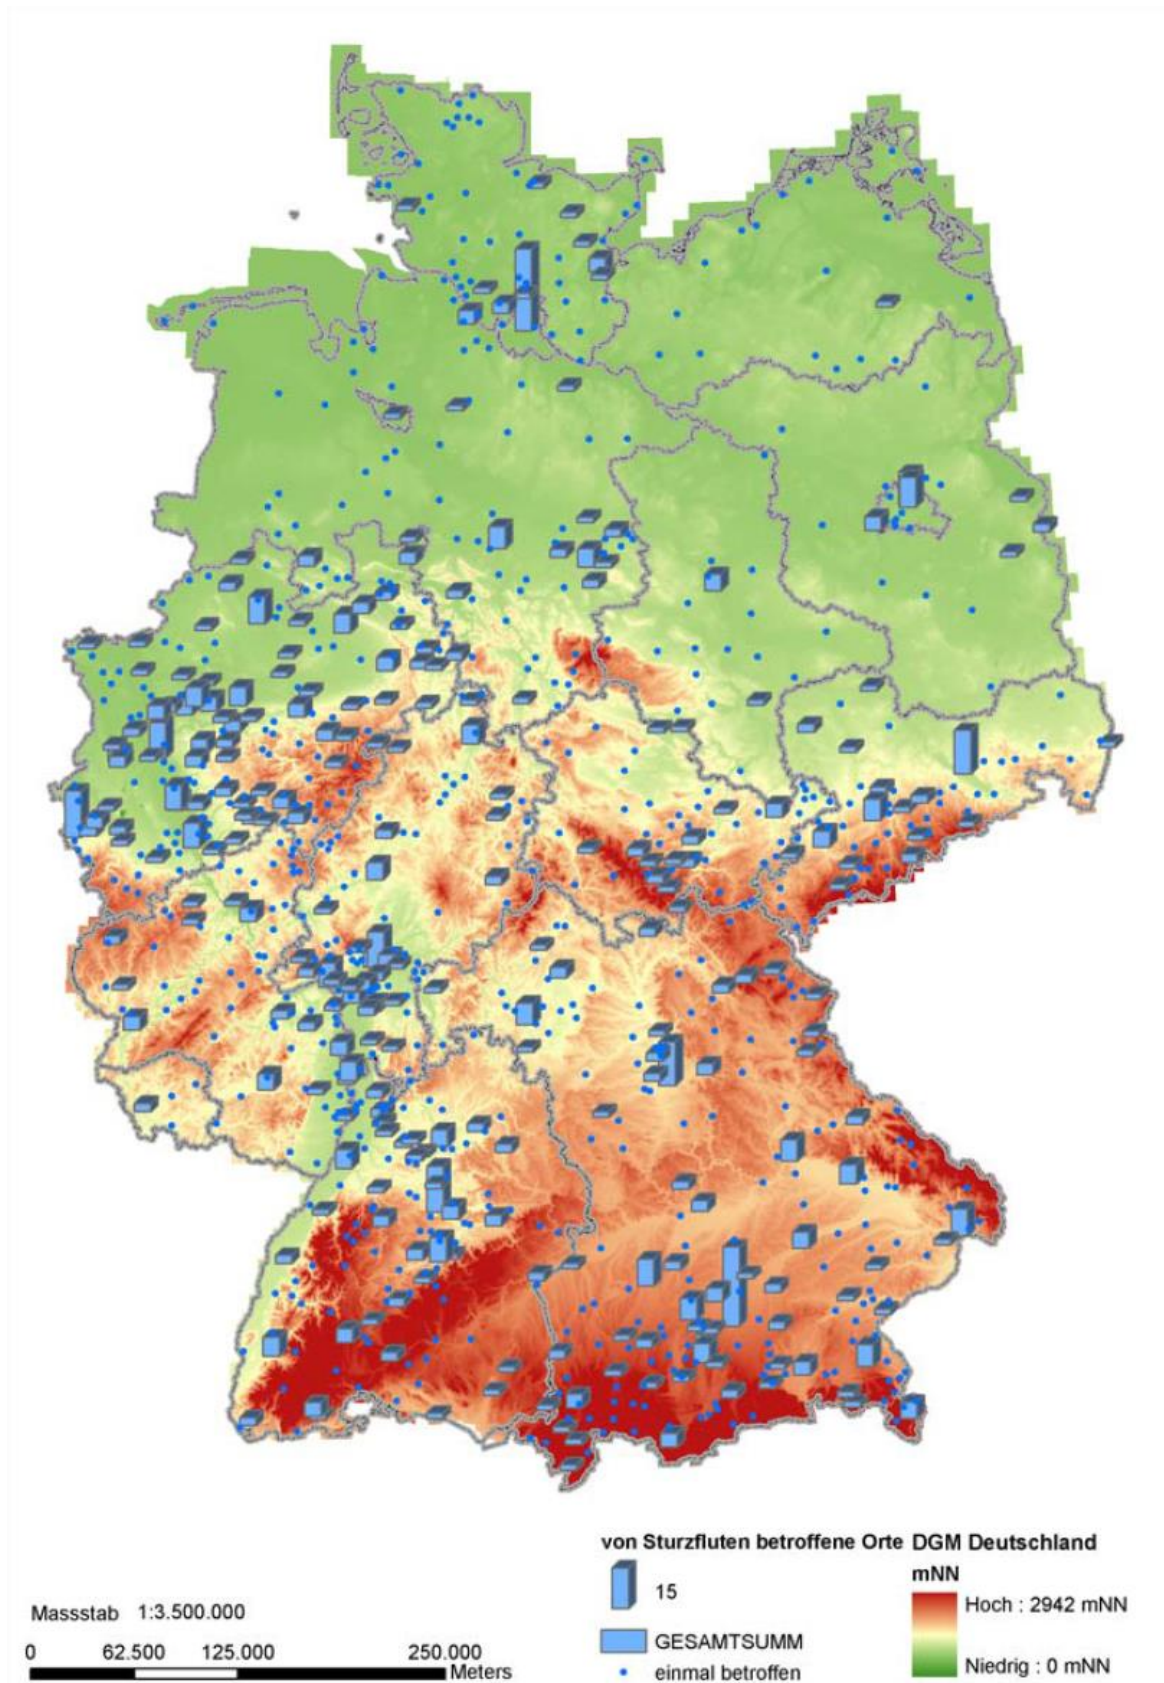 von Sturzfluten betroffene Orte
15
GESAMTSUMM
einmal betroffen
DGM Deutschland
mNN
Hoch : 2942 mNN
Niedrig : 0 mNN
Massstab 1:3.500.000
0 62.500 125.000 250.000
Meters